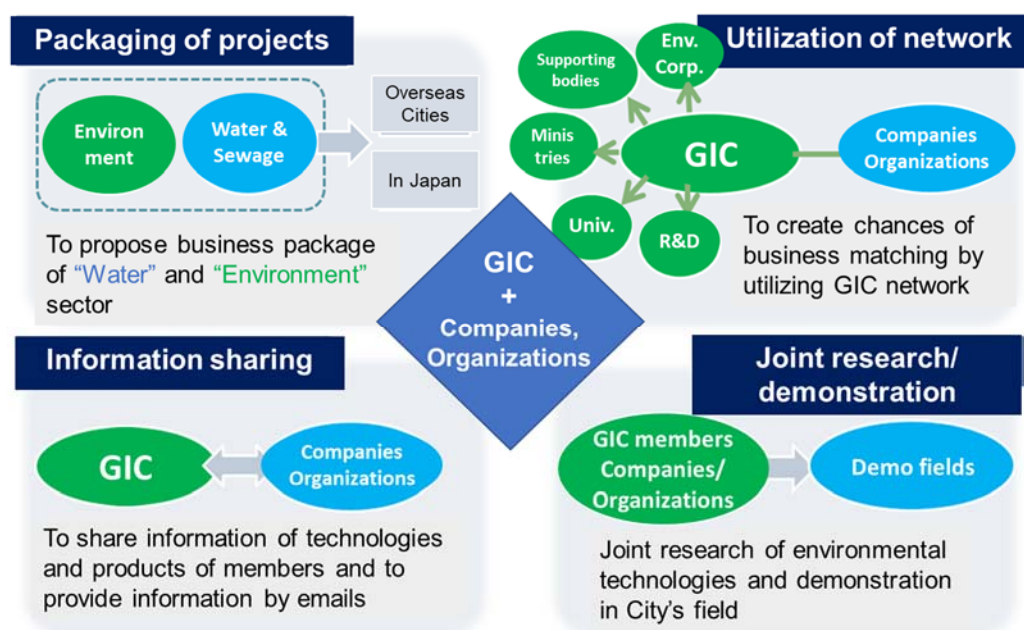 Packaging of projects
Environ
ment
Water &
Sewage
Overseas
Cities
In Japan
To propose business package
of “Water” and “Environment”
sector
Utilization of network
Supporting
bodies
Env.
Corp.
Minis
tries
GIC
Companies
Organizations
Univ.
R&D
To create chances of
business matching by
utilizing GIC network
GIC
+
Companies,
Organizations
Information sharing
GIC
Companies
Organizations
To share information of technologies
and products of members and to
provide information by emails
Joint research/
demonstration
GIC members
Companies/
Organizations
Demo fields
Joint research of environmental
technologies and demonstration
in City’s field